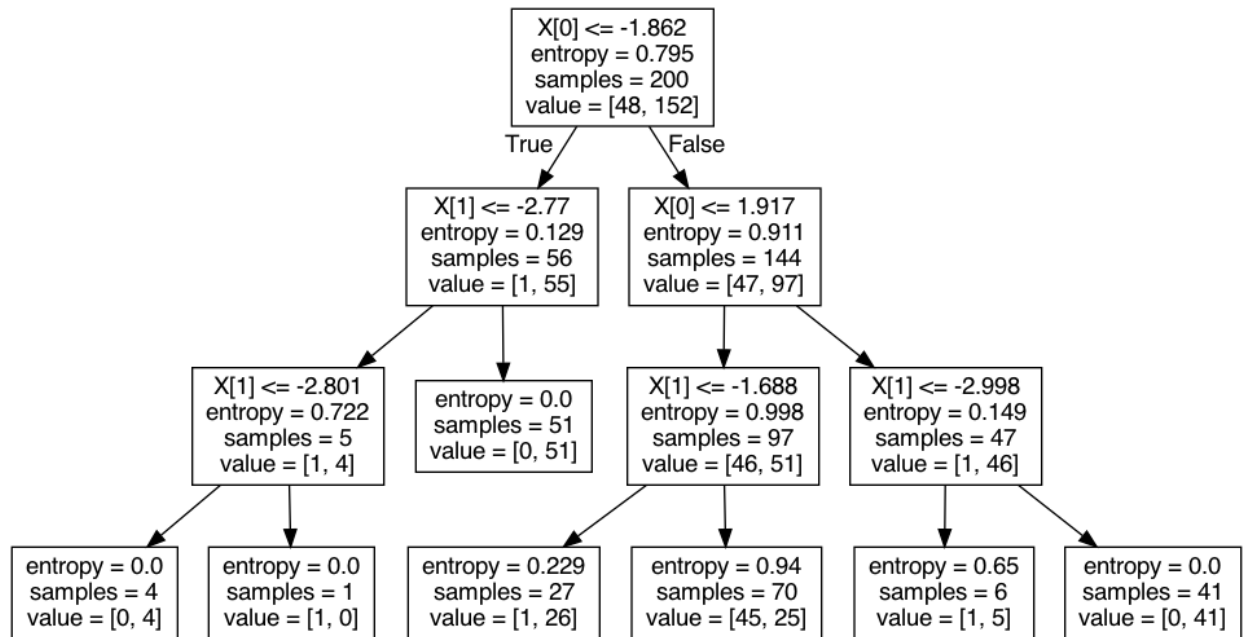 X[0] <= -1.862
entropy = 0.795
samples = 200
value = [48, 152]
True
False
X[1] <= -2.77
entropy = 0.129
samples = 56
value = [1, 55]
X[0] <= 1.917
entropy = 0.911
samples = 144
value = [47, 97]
X[1] <= -2.801
entropy = 0.722
samples = 5
value = [1, 4]
entropy = 0.0
samples = 51
value = [0, 51]
X[1] <= -1.688
entropy = 0.998
samples = 97
value = [46, 51]
X[1] <= -2.998
entropy = 0.149
samples = 47
value = [1, 46]
entropy = 0.0
samples = 4
value = [0, 4]
entropy = 0.0
samples = 1
value = [1, 0]
entropy = 0.229
samples = 27
value = [1, 26]
entropy = 0.94
samples = 70
value = [45, 25]
entropy = 0.65
samples = 6
value = [1, 5]
entropy = 0.0
samples = 41
value = [0, 41]